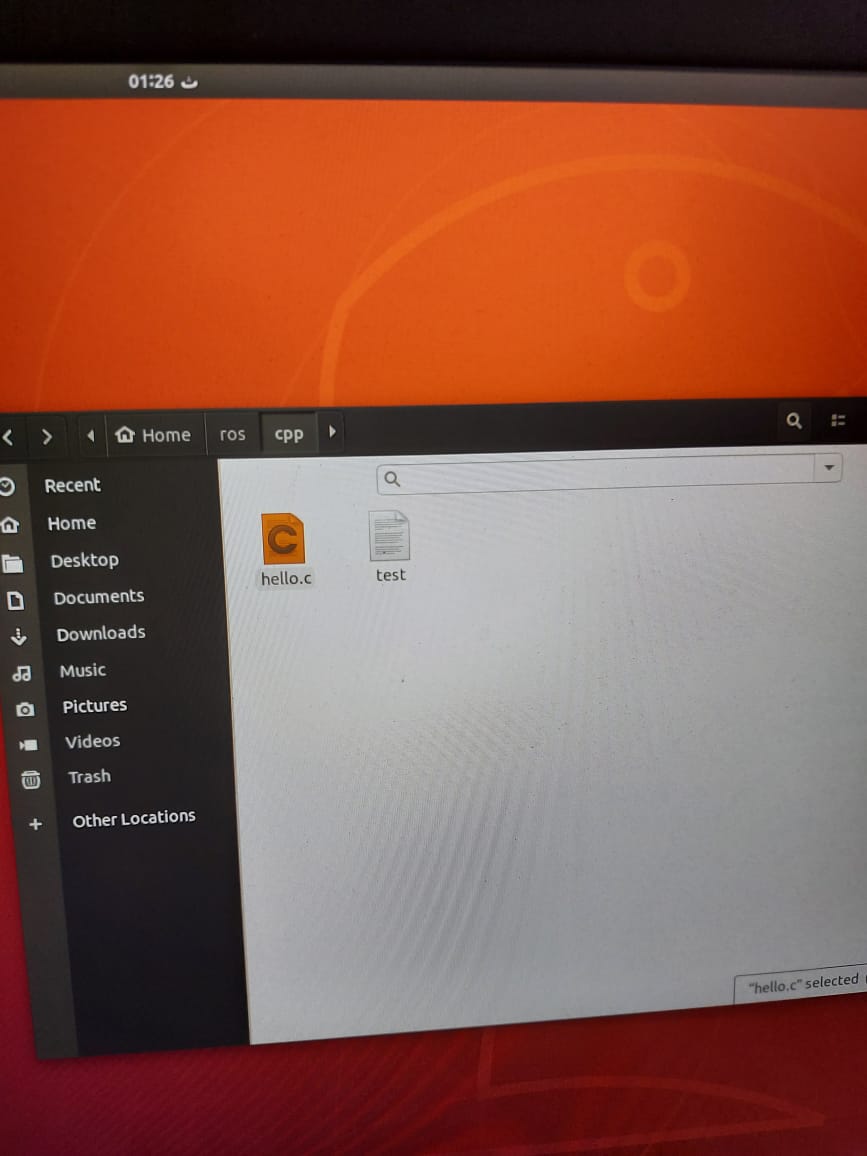 01:26 ث
Home ros cpp
Recent
Home
Desktop
Documents
Downloads
Music
Pictures
Videos
Trash
Other Locations
hello.c
test
"hello.c" selected